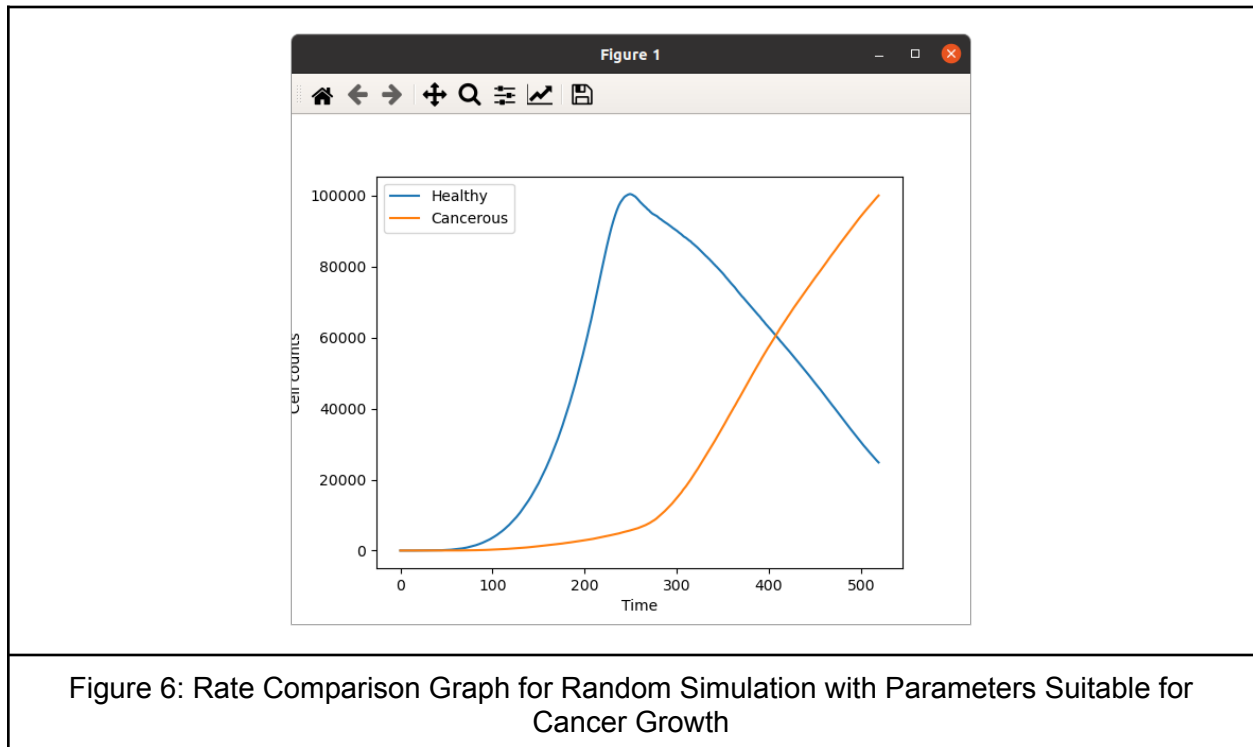 Figure 1
Healthy
Cancerous
100000
80000
60000
40000
20000
0
Cell counts
0 100 200 300 400 500
Time
Figure 6: Rate Comparison Graph for Random Simulation with Parameters Suitable for
Cancer Growth